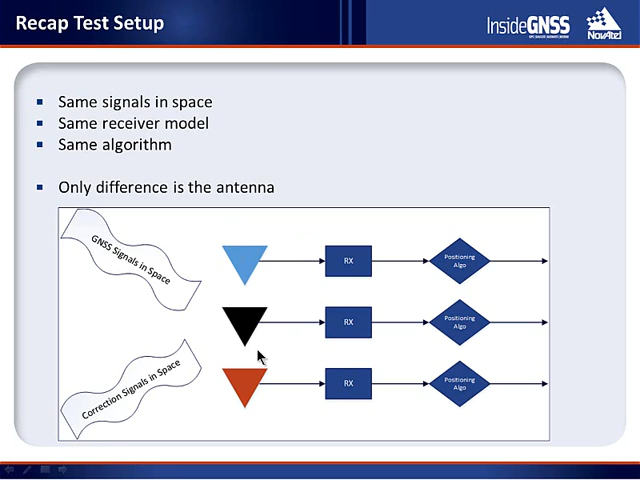 Recap Test Setup
InsideGNSS
NovAtel
Same signals in space
Same receiver model
Same algorithm
Only difference is the antenna
GNSS Signals in Space
RX
Positioning
Algo
RX
Positioning
Algo
Correction Signals in Space
RX
Positioning
Algo